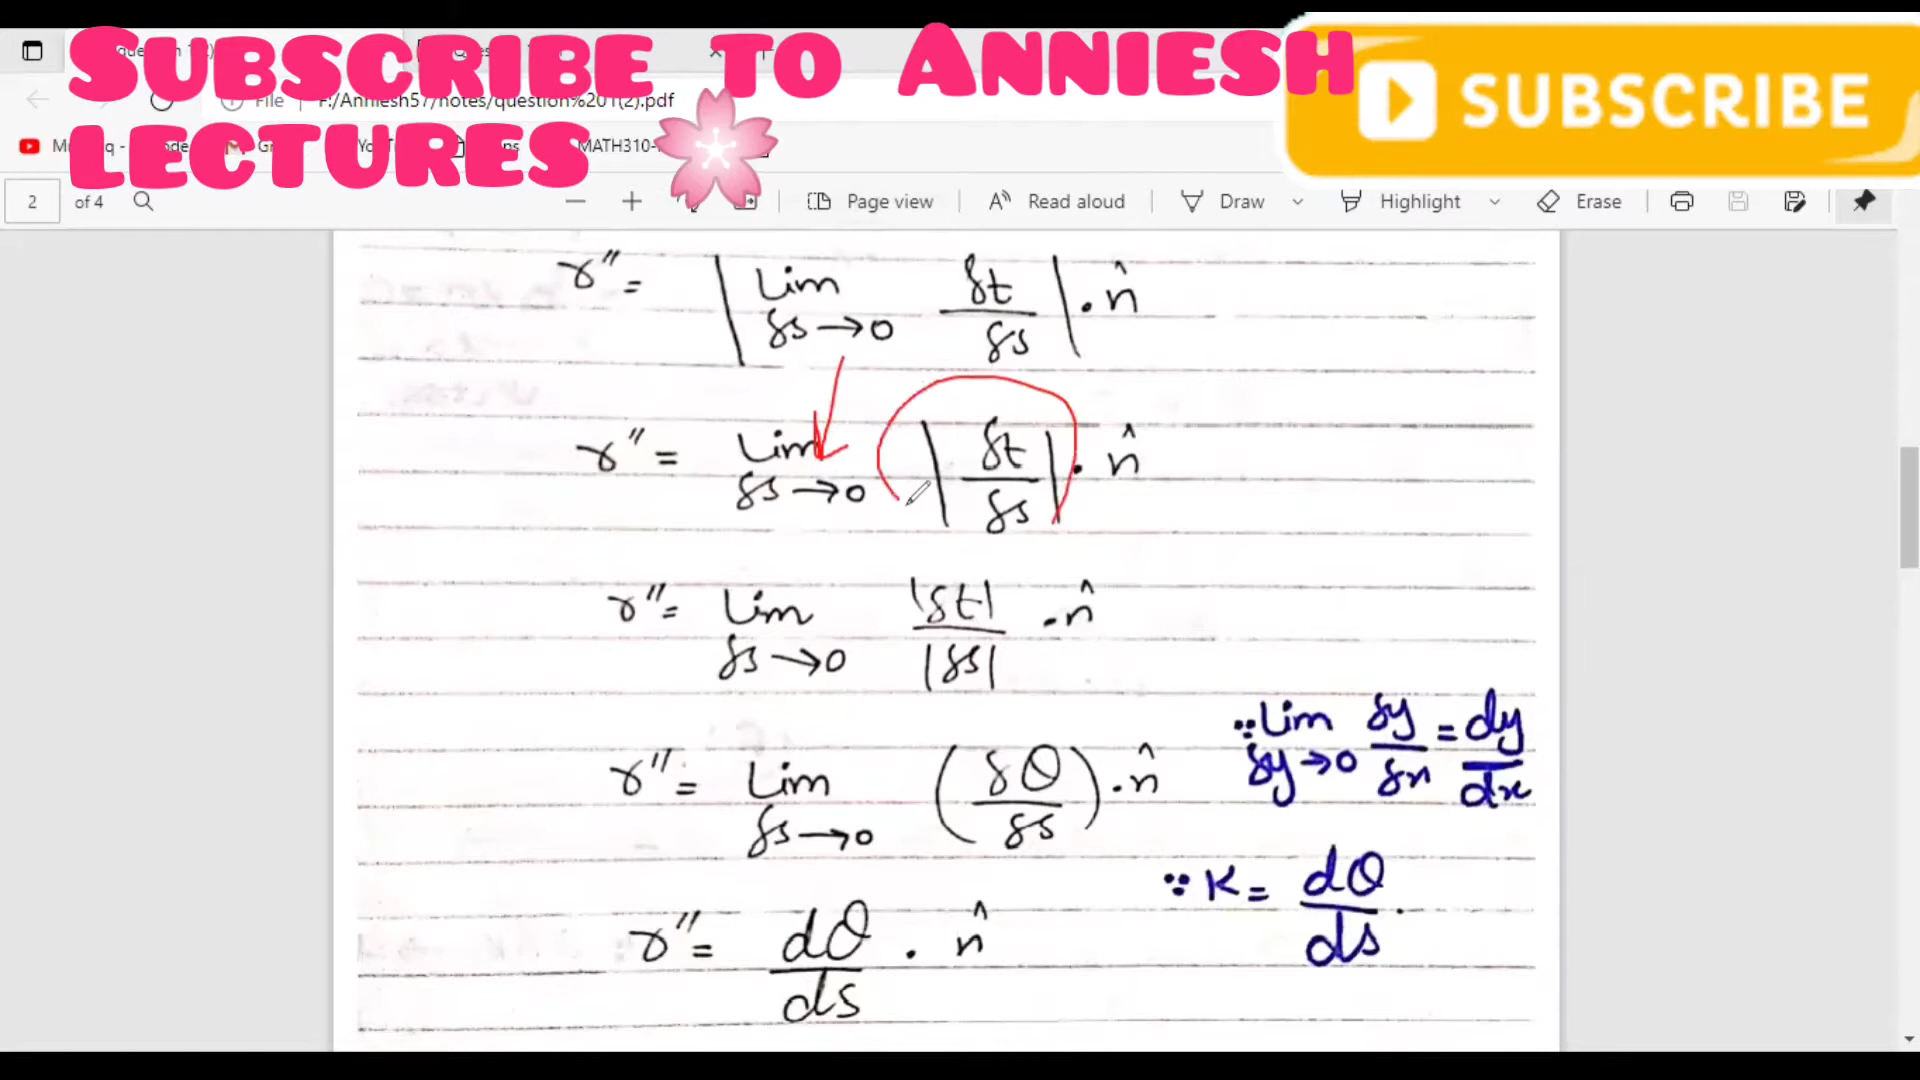 SUBSCRIBE TO ANNIESH
LECTURES
SUBSCRIBE
File | F:/Anniesh57/notes/question%201(2).pdf
MATH310-
2 of 4 Page view Read aloud Draw Highlight Erase
r″ = | Lim δs→0 δt/δs | . n̂
r″ = Lim δs→0 | δt/δs | . n̂
r″ = Lim δs→0 |δt|/|δs| . n̂
∵ Lim δy→0 δy/δx = dy/dx
r″ = Lim δs→0 (δθ/δs) . n̂
∵ K = dθ/ds .
r″ = dθ/ds . n̂